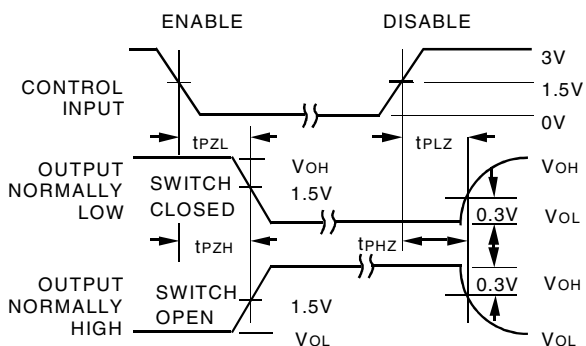 ENABLE
DISABLE
CONTROL
INPUT
3V
1.5V
0V
tPZL
tPLZ
OUTPUT
NORMALLY
LOW
SWITCH
CLOSED
VOH
1.5V
VOH
0.3V
VOL
tPZH
tPHZ
OUTPUT
NORMALLY
HIGH
SWITCH
OPEN
1.5V
VOL
0.3V
VOH
VOL